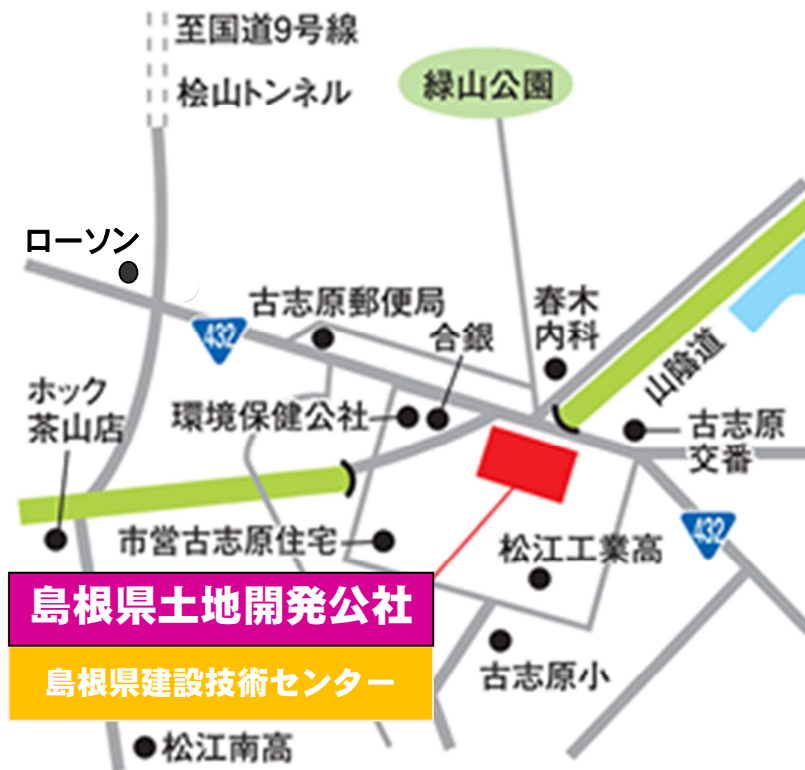 至国道9号線
桧山トンネル
緑山公園
ローソン
古志原郵便局
春木
内科
合銀
432
山陰道
ホック
茶山店
環境保健公社
古志原
交番
市営古志原住宅
432
松江工業高
島根県土地開発公社
古志原小
島根県建設技術センター
松江南高